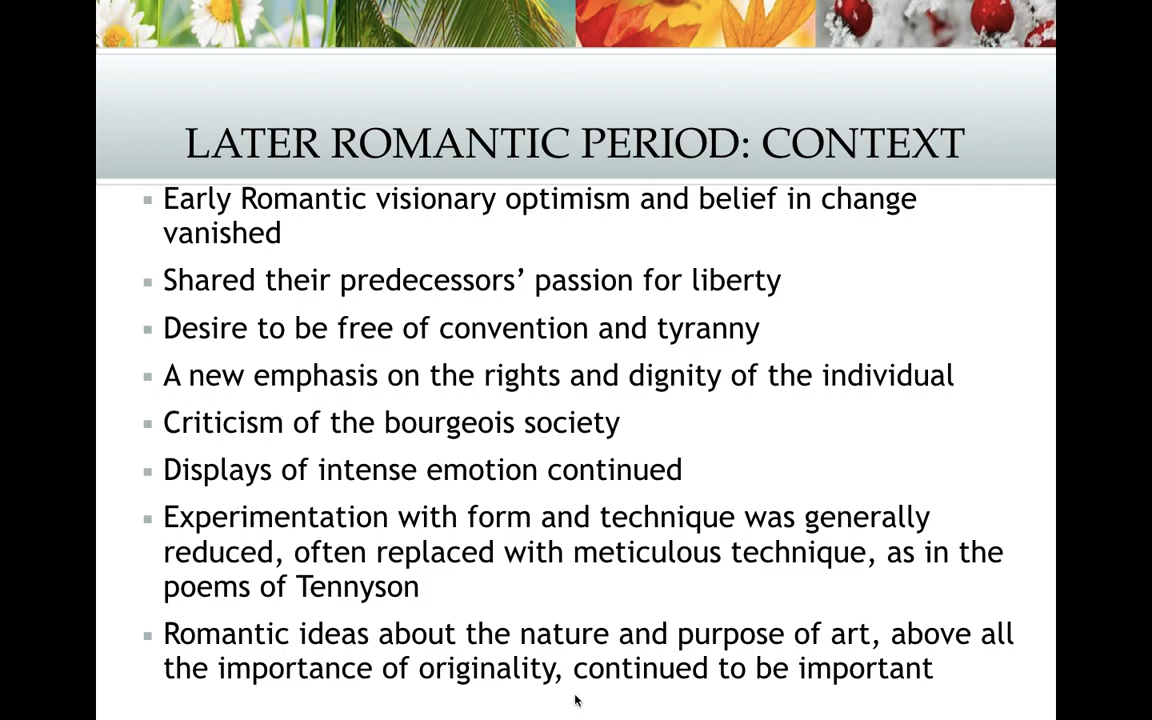 LATER ROMANTIC PERIOD: CONTEXT
Early Romantic visionary optimism and belief in change
vanished
Shared their predecessors’ passion for liberty
Desire to be free of convention and tyranny
A new emphasis on the rights and dignity of the individual
Criticism of the bourgeois society
Displays of intense emotion continued
Experimentation with form and technique was generally
reduced, often replaced with meticulous technique, as in the
poems of Tennyson
Romantic ideas about the nature and purpose of art, above all
the importance of originality, continued to be important